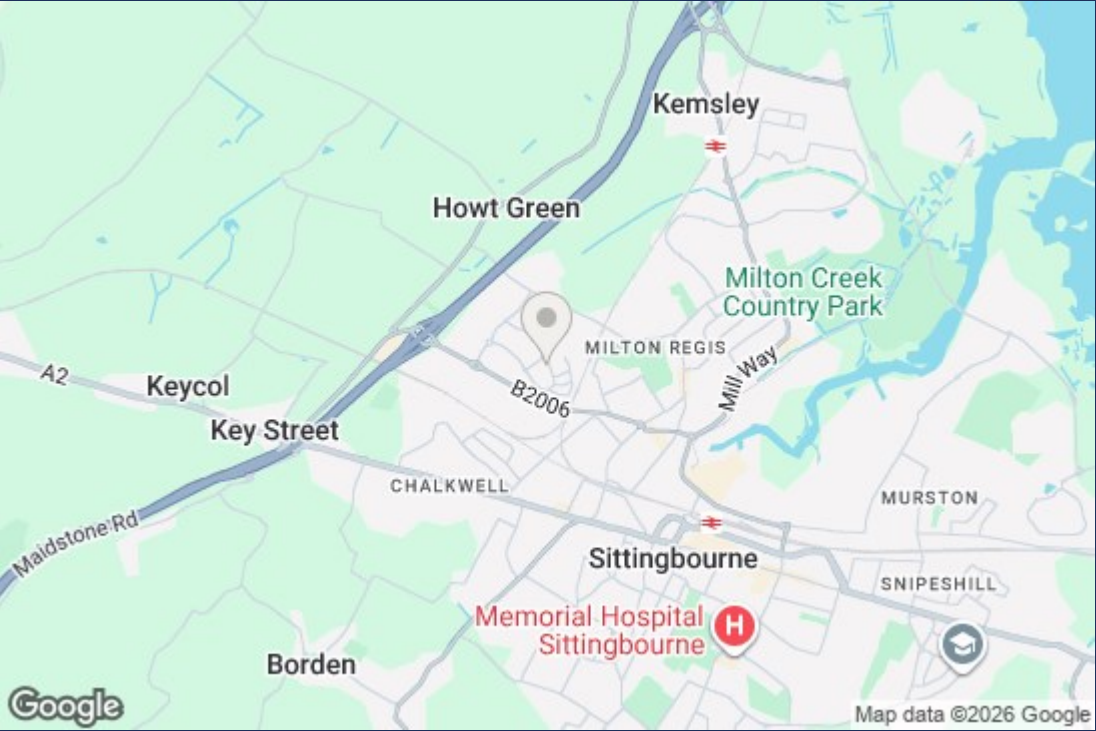 Kemsley
Howt Green
Milton Creek
Country Park
MILTON REGIS
Mill Way
A2
Keycol
B2006
Key Street
CHALKWELL
MURSTON
Maidstone Rd
Sittingbourne
SNIPESHILL
Memorial Hospital
Sittingbourne
H
Borden
Google
Map data ©2026 Google